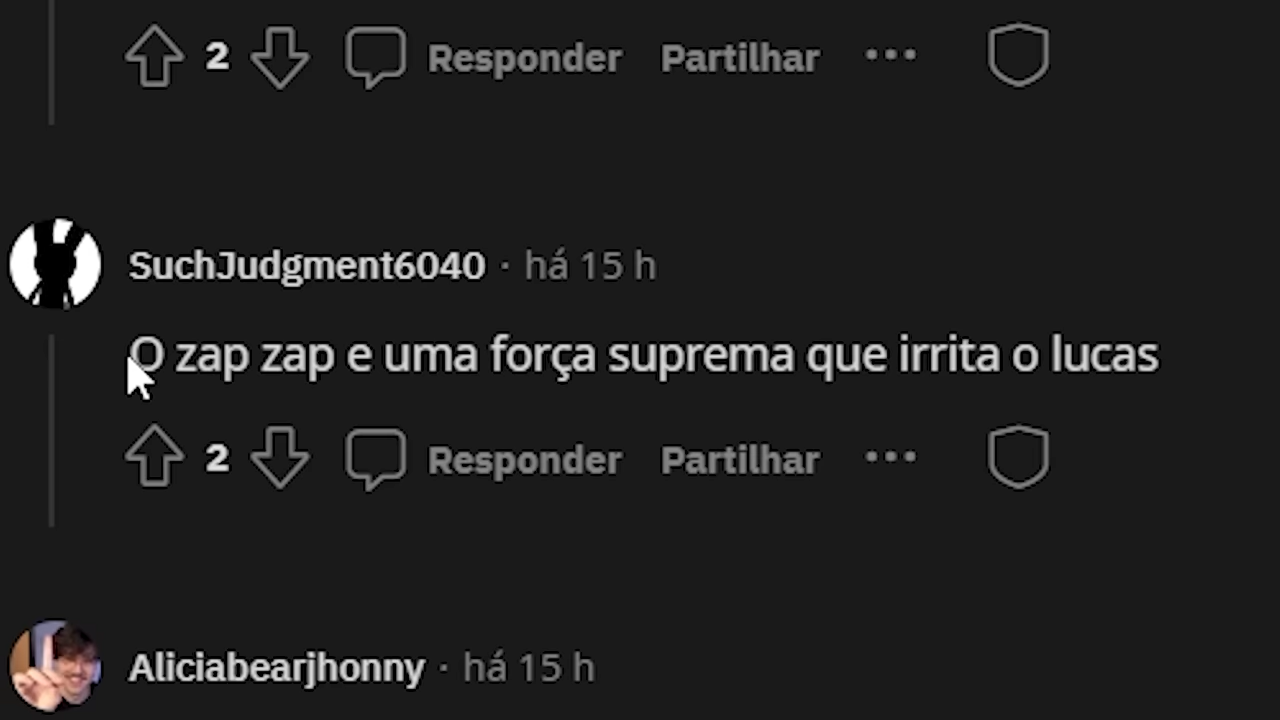 2 Responder Partilhar
SuchJudgment6040 · há 15 h
O zap zap e uma força suprema que irrita o lucas
2 Responder Partilhar
Aliciabearjhonny · há 15 h